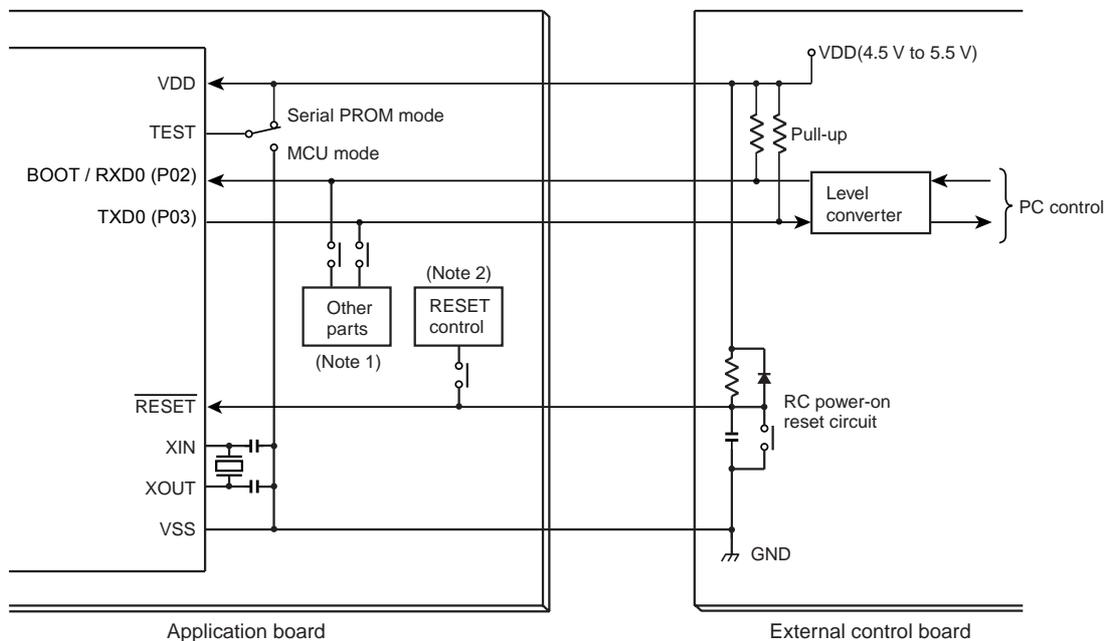 VDD(4.5 V to 5.5 V)
VDD
Serial PROM mode
TEST
Pull-up
MCU mode
BOOT / RXD0 (P02)
Level
converter
PC control
TXD0 (P03)
(Note 2)
Other
parts
RESET
control
(Note 1)
RESET
RC power-on
reset circuit
XIN
XOUT
VSS
GND
Application board
External control board